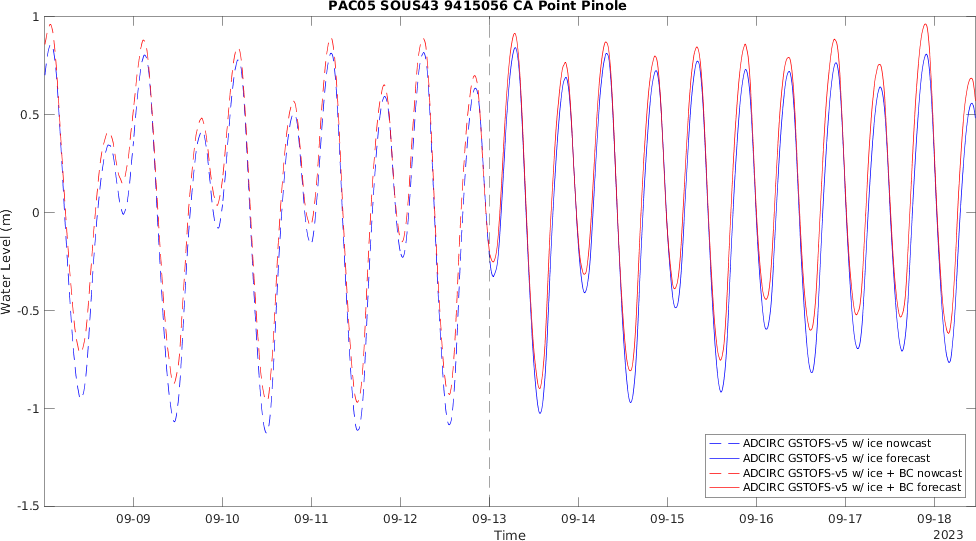 PAC05 SOUS43 9415056 CA Point Pinole
1
0.5
0
-0.5
-1
-1.5
Water Level (m)
09-09
09-10
09-11
09-12
09-13
09-14
09-15
09-16
09-17
09-18
Time
2023
ADCIRC GSTOFS-v5 w/ ice nowcast
ADCIRC GSTOFS-v5 w/ ice forecast
ADCIRC GSTOFS-v5 w/ ice + BC nowcast
ADCIRC GSTOFS-v5 w/ ice + BC forecast